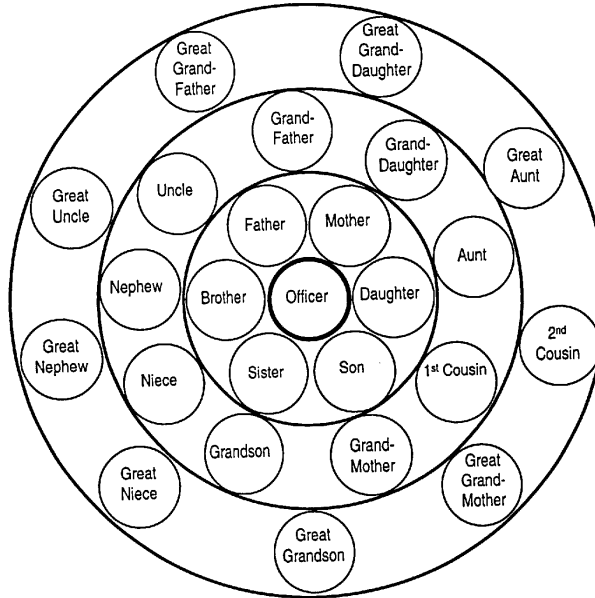 Great
Grand-
Father
Great
Grand-
Daughter
Grand-
Father
Grand-
Daughter
Great
Aunt
Uncle
Great
Uncle
Father
Mother
Aunt
Nephew
Brother
Officer
Daughter
Great
Nephew
2nd
Cousin
Niece
Sister
Son
1st Cousin
Grandson
Grand-
Mother
Great
Niece
Great
Grand-
Mother
Great
Grandson